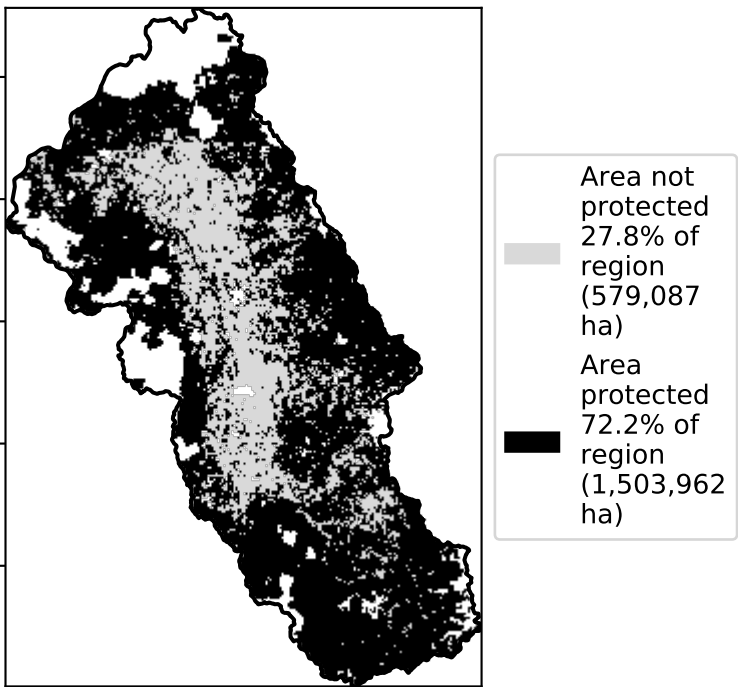 Area not
protected
27.8% of
region
(579,087
ha)
Area
protected
72.2% of
region
(1,503,962
ha)